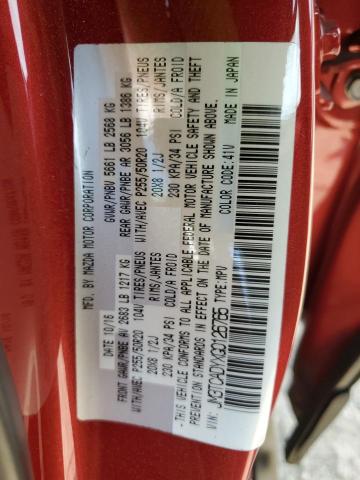 MFD. BY MAZDA MOTOR CORPORATION
DATE: 10/16 GVWR/PNBV 5661 LB 2568 KG
FRONT GAWR/PNBE AV 2683 LB 1217 KG REAR GAWR/PNBE AR 3056 LB 1386 KG
WITH/AVEC P255/50R20 104V TIRES/PNEUS WITH/AVEC P255/50R20 104V TIRES/PNEUS
20X8 1/2J RIMS/JANTES 20X8 1/2J RIMS/JANTES
230 KPA/34 PSI COLD/A FROID 230 KPA/34 PSI COLD/A FROID
- THIS VEHICLE CONFORMS TO ALL APPLICABLE FEDERAL MOTOR VEHICLE SAFETY AND THEFT
PREVENTION STANDARDS IN EFFECT ON THE DATE OF MANUFACTURE SHOWN ABOVE.
TYPE:MPV COLOR CODE:41V MADE IN JAPAN